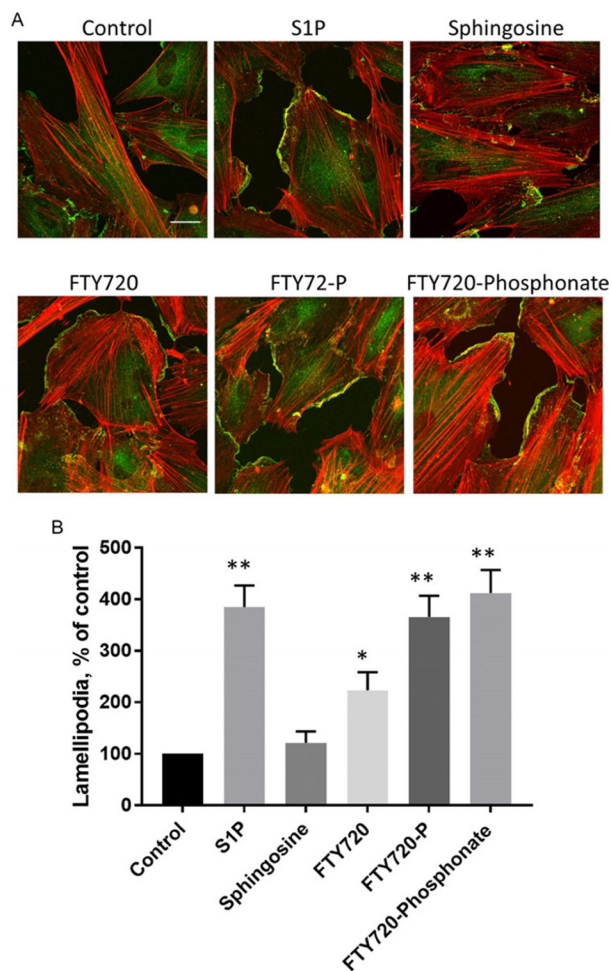 A
Control S1P Sphingosine
FTY720 FTY72-P FTY720-Phosphonate
B
Lamellipodia, % of control
500
400
300
200
100
0
**
*
**
**
Control
S1P
Sphingosine
FTY720
FTY720-P
FTY720-Phosphonate